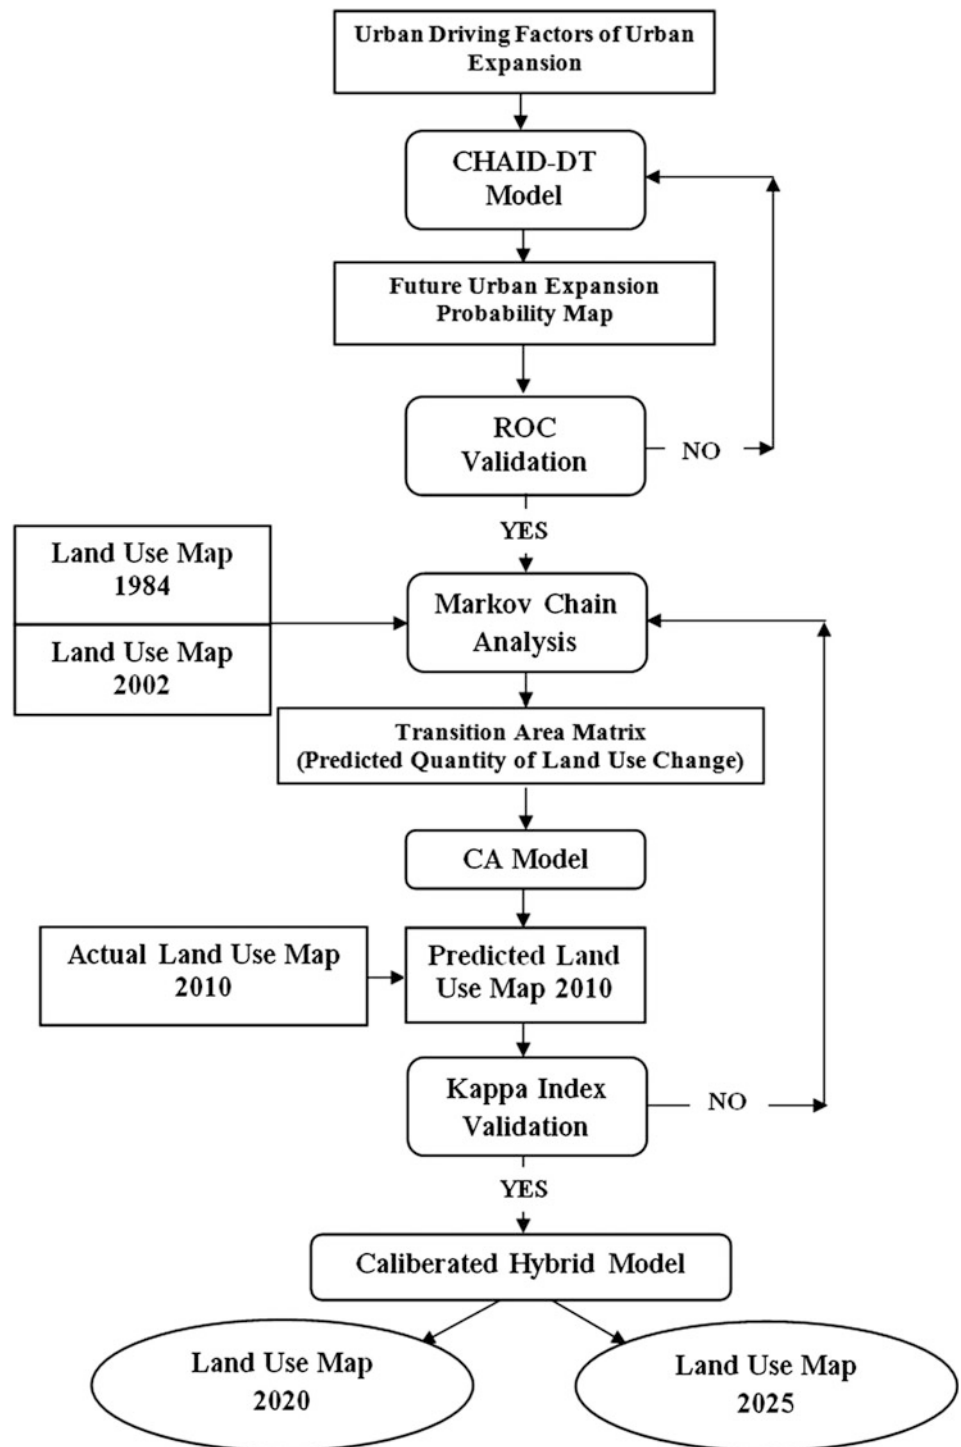 Urban Driving Factors of Urban
Expansion
CHAID-DT
Model
Future Urban Expansion
Probability Map
ROC
Validation
NO
YES
Land Use Map
1984
Land Use Map
2002
Markov Chain
Analysis
Transition Area Matrix
(Predicted Quantity of Land Use Change)
CA Model
Actual Land Use Map
2010
Predicted Land
Use Map 2010
Kappa Index
Validation
NO
YES
Caliberated Hybrid Model
Land Use Map
2020
Land Use Map
2025